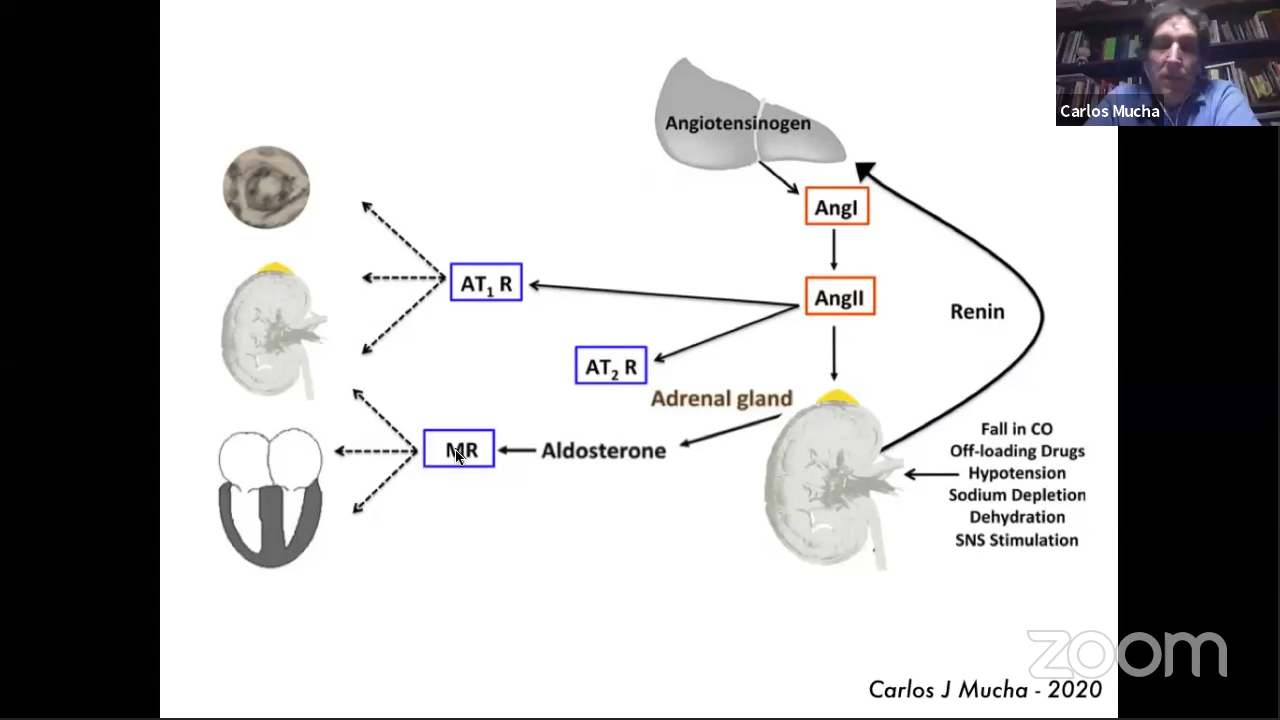 Carlos Mucha
Angiotensinogen
AngI
AT1 R
AngII
Renin
AT2 R
Adrenal gland
MR
Aldosterone
Fall in CO
Off-loading Drugs
Hypotension
Sodium Depletion
Dehydration
SNS Stimulation
zoom
Carlos J Mucha - 2020